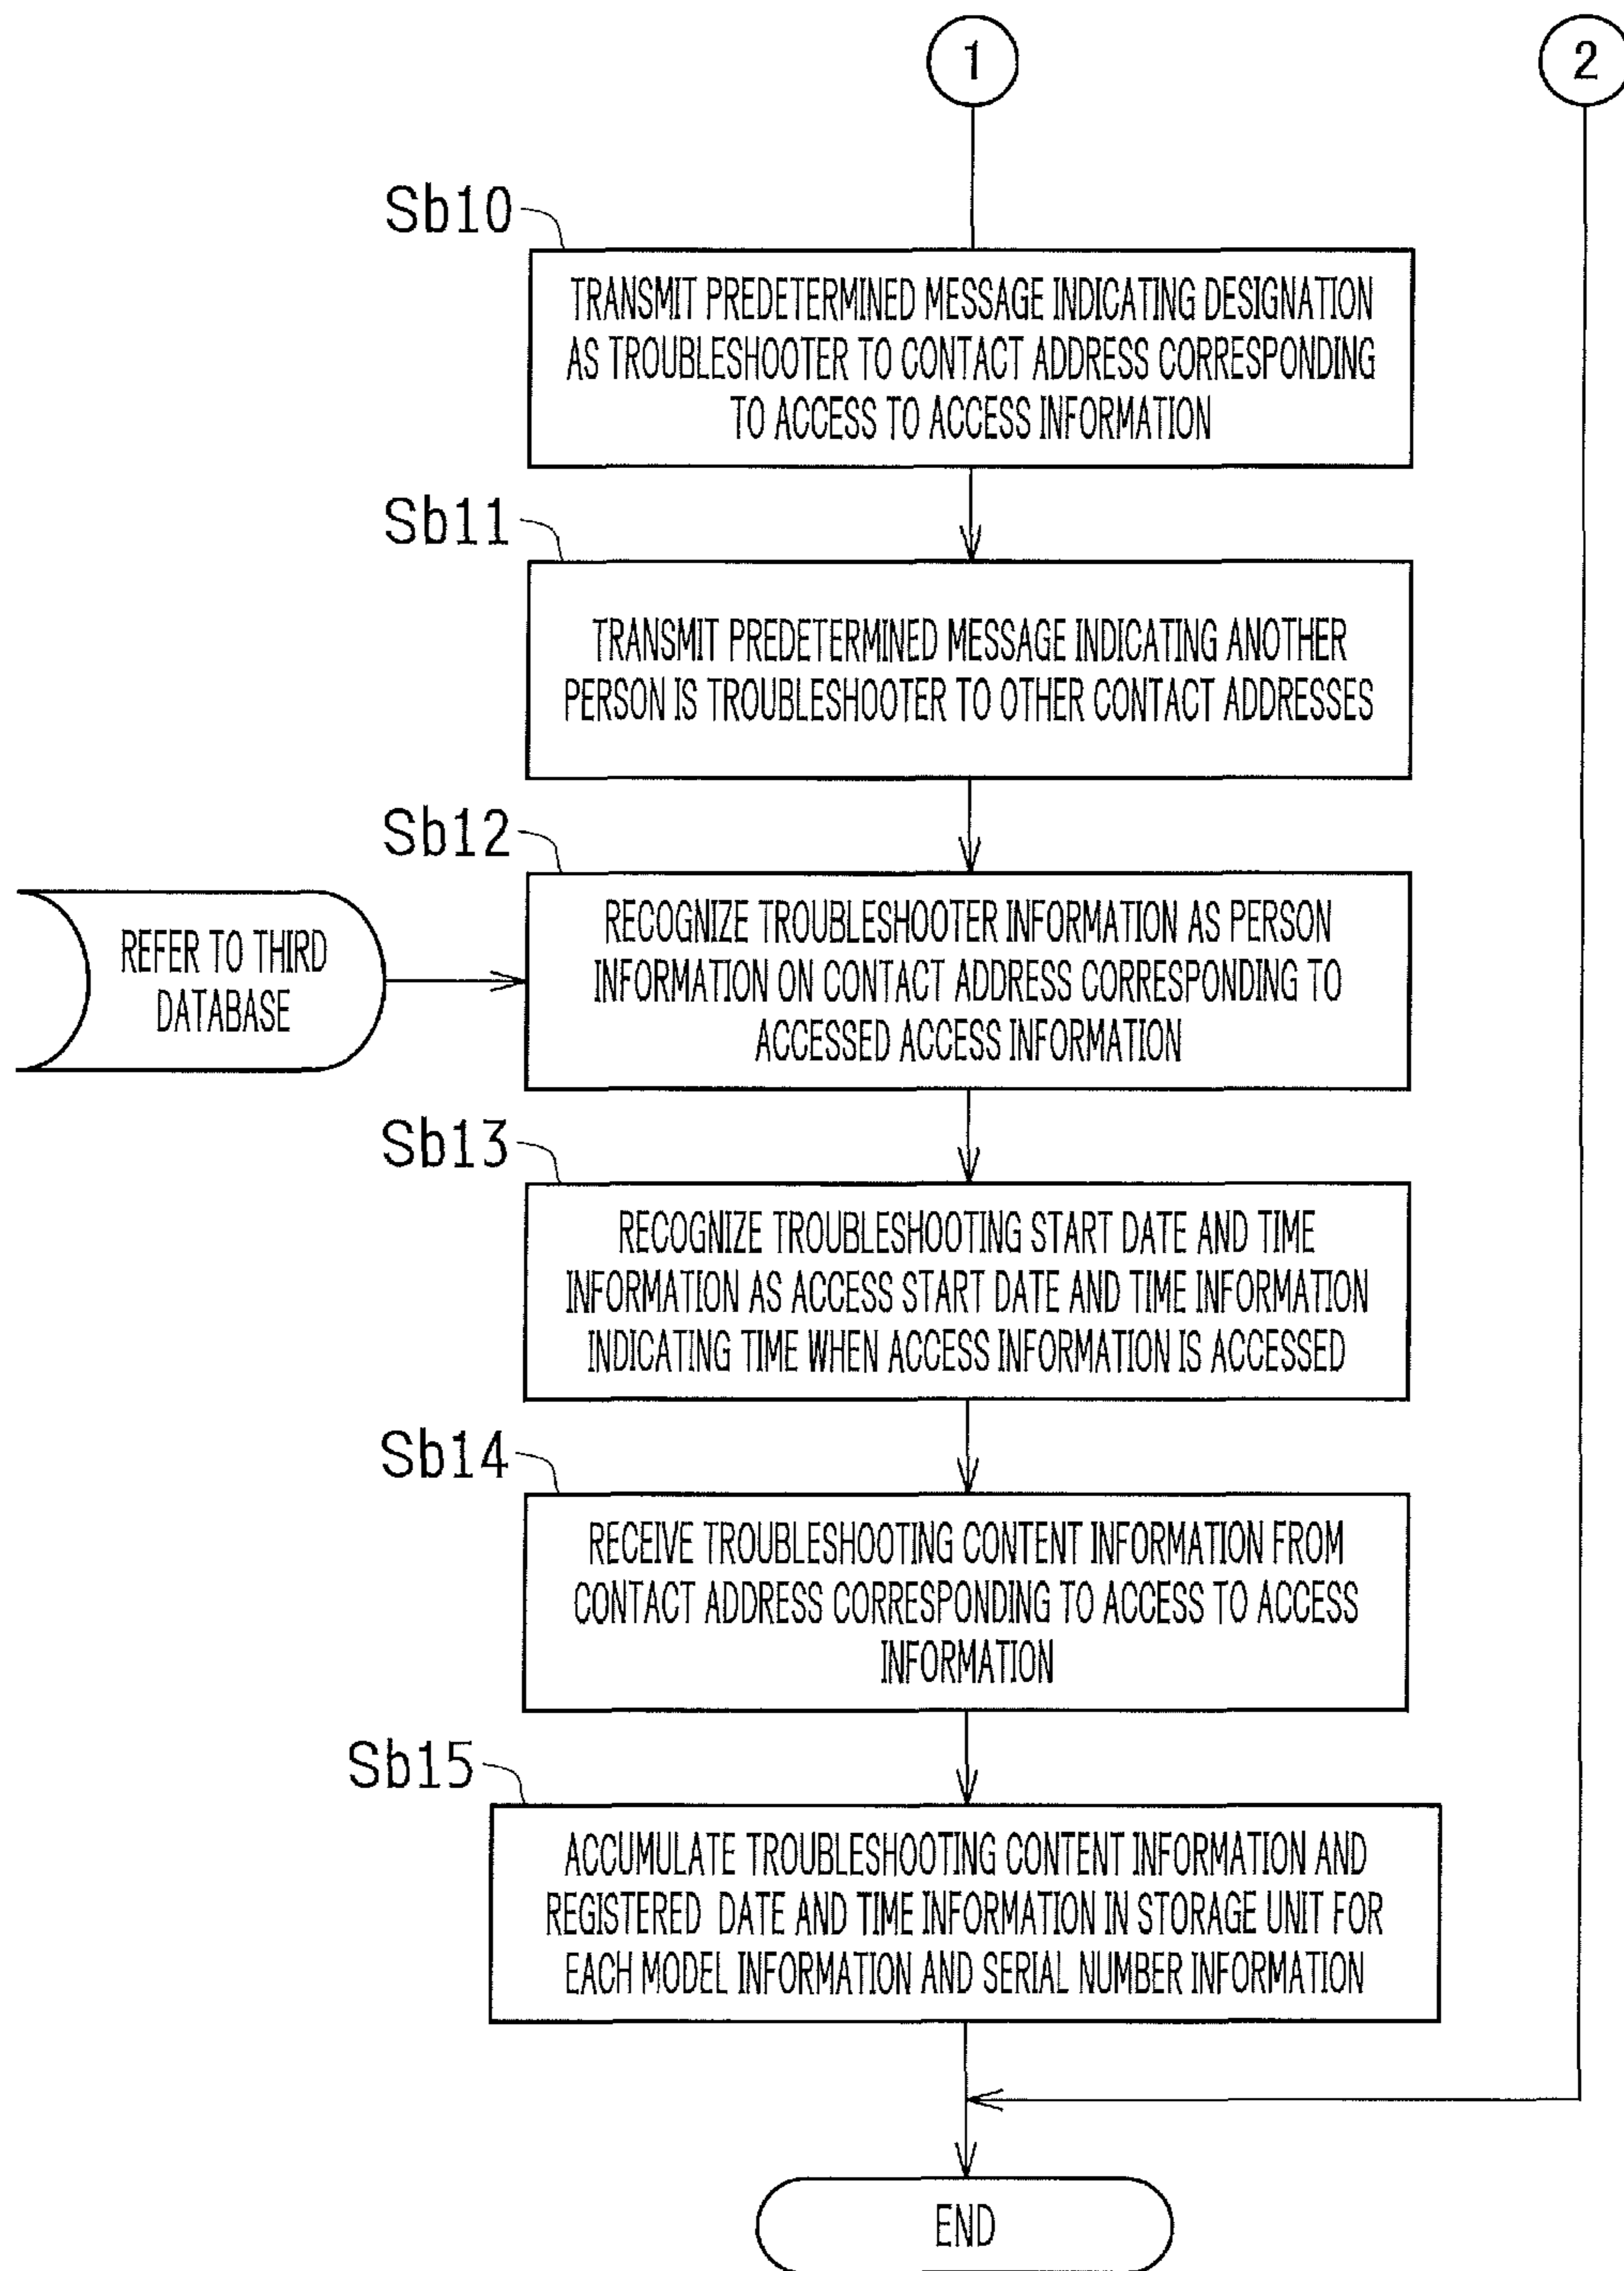 1
2
Sb10
TRANSMIT PREDETERMINED MESSAGE INDICATING DESIGNATION
AS TROUBLESHOOTER TO CONTACT ADDRESS CORRESPONDING
TO ACCESS TO ACCESS INFORMATION
Sb11
TRANSMIT PREDETERMINED MESSAGE INDICATING ANOTHER
PERSON IS TROUBLESHOOTER TO OTHER CONTACT ADDRESSES
Sb12
REFER TO THIRD
DATABASE
RECOGNIZE TROUBLESHOOTER INFORMATION AS PERSON
INFORMATION ON CONTACT ADDRESS CORRESPONDING TO
ACCESSED ACCESS INFORMATION
Sb13
RECOGNIZE TROUBLESHOOTING START DATE AND TIME
INFORMATION AS ACCESS START DATE AND TIME INFORMATION
INDICATING TIME WHEN ACCESS INFORMATION IS ACCESSED
Sb14
RECEIVE TROUBLESHOOTING CONTENT INFORMATION FROM
CONTACT ADDRESS CORRESPONDING TO ACCESS TO ACCESS
INFORMATION
Sb15
ACCUMULATE TROUBLESHOOTING CONTENT INFORMATION AND
REGISTERED DATE AND TIME INFORMATION IN STORAGE UNIT FOR
EACH MODEL INFORMATION AND SERIAL NUMBER INFORMATION
END